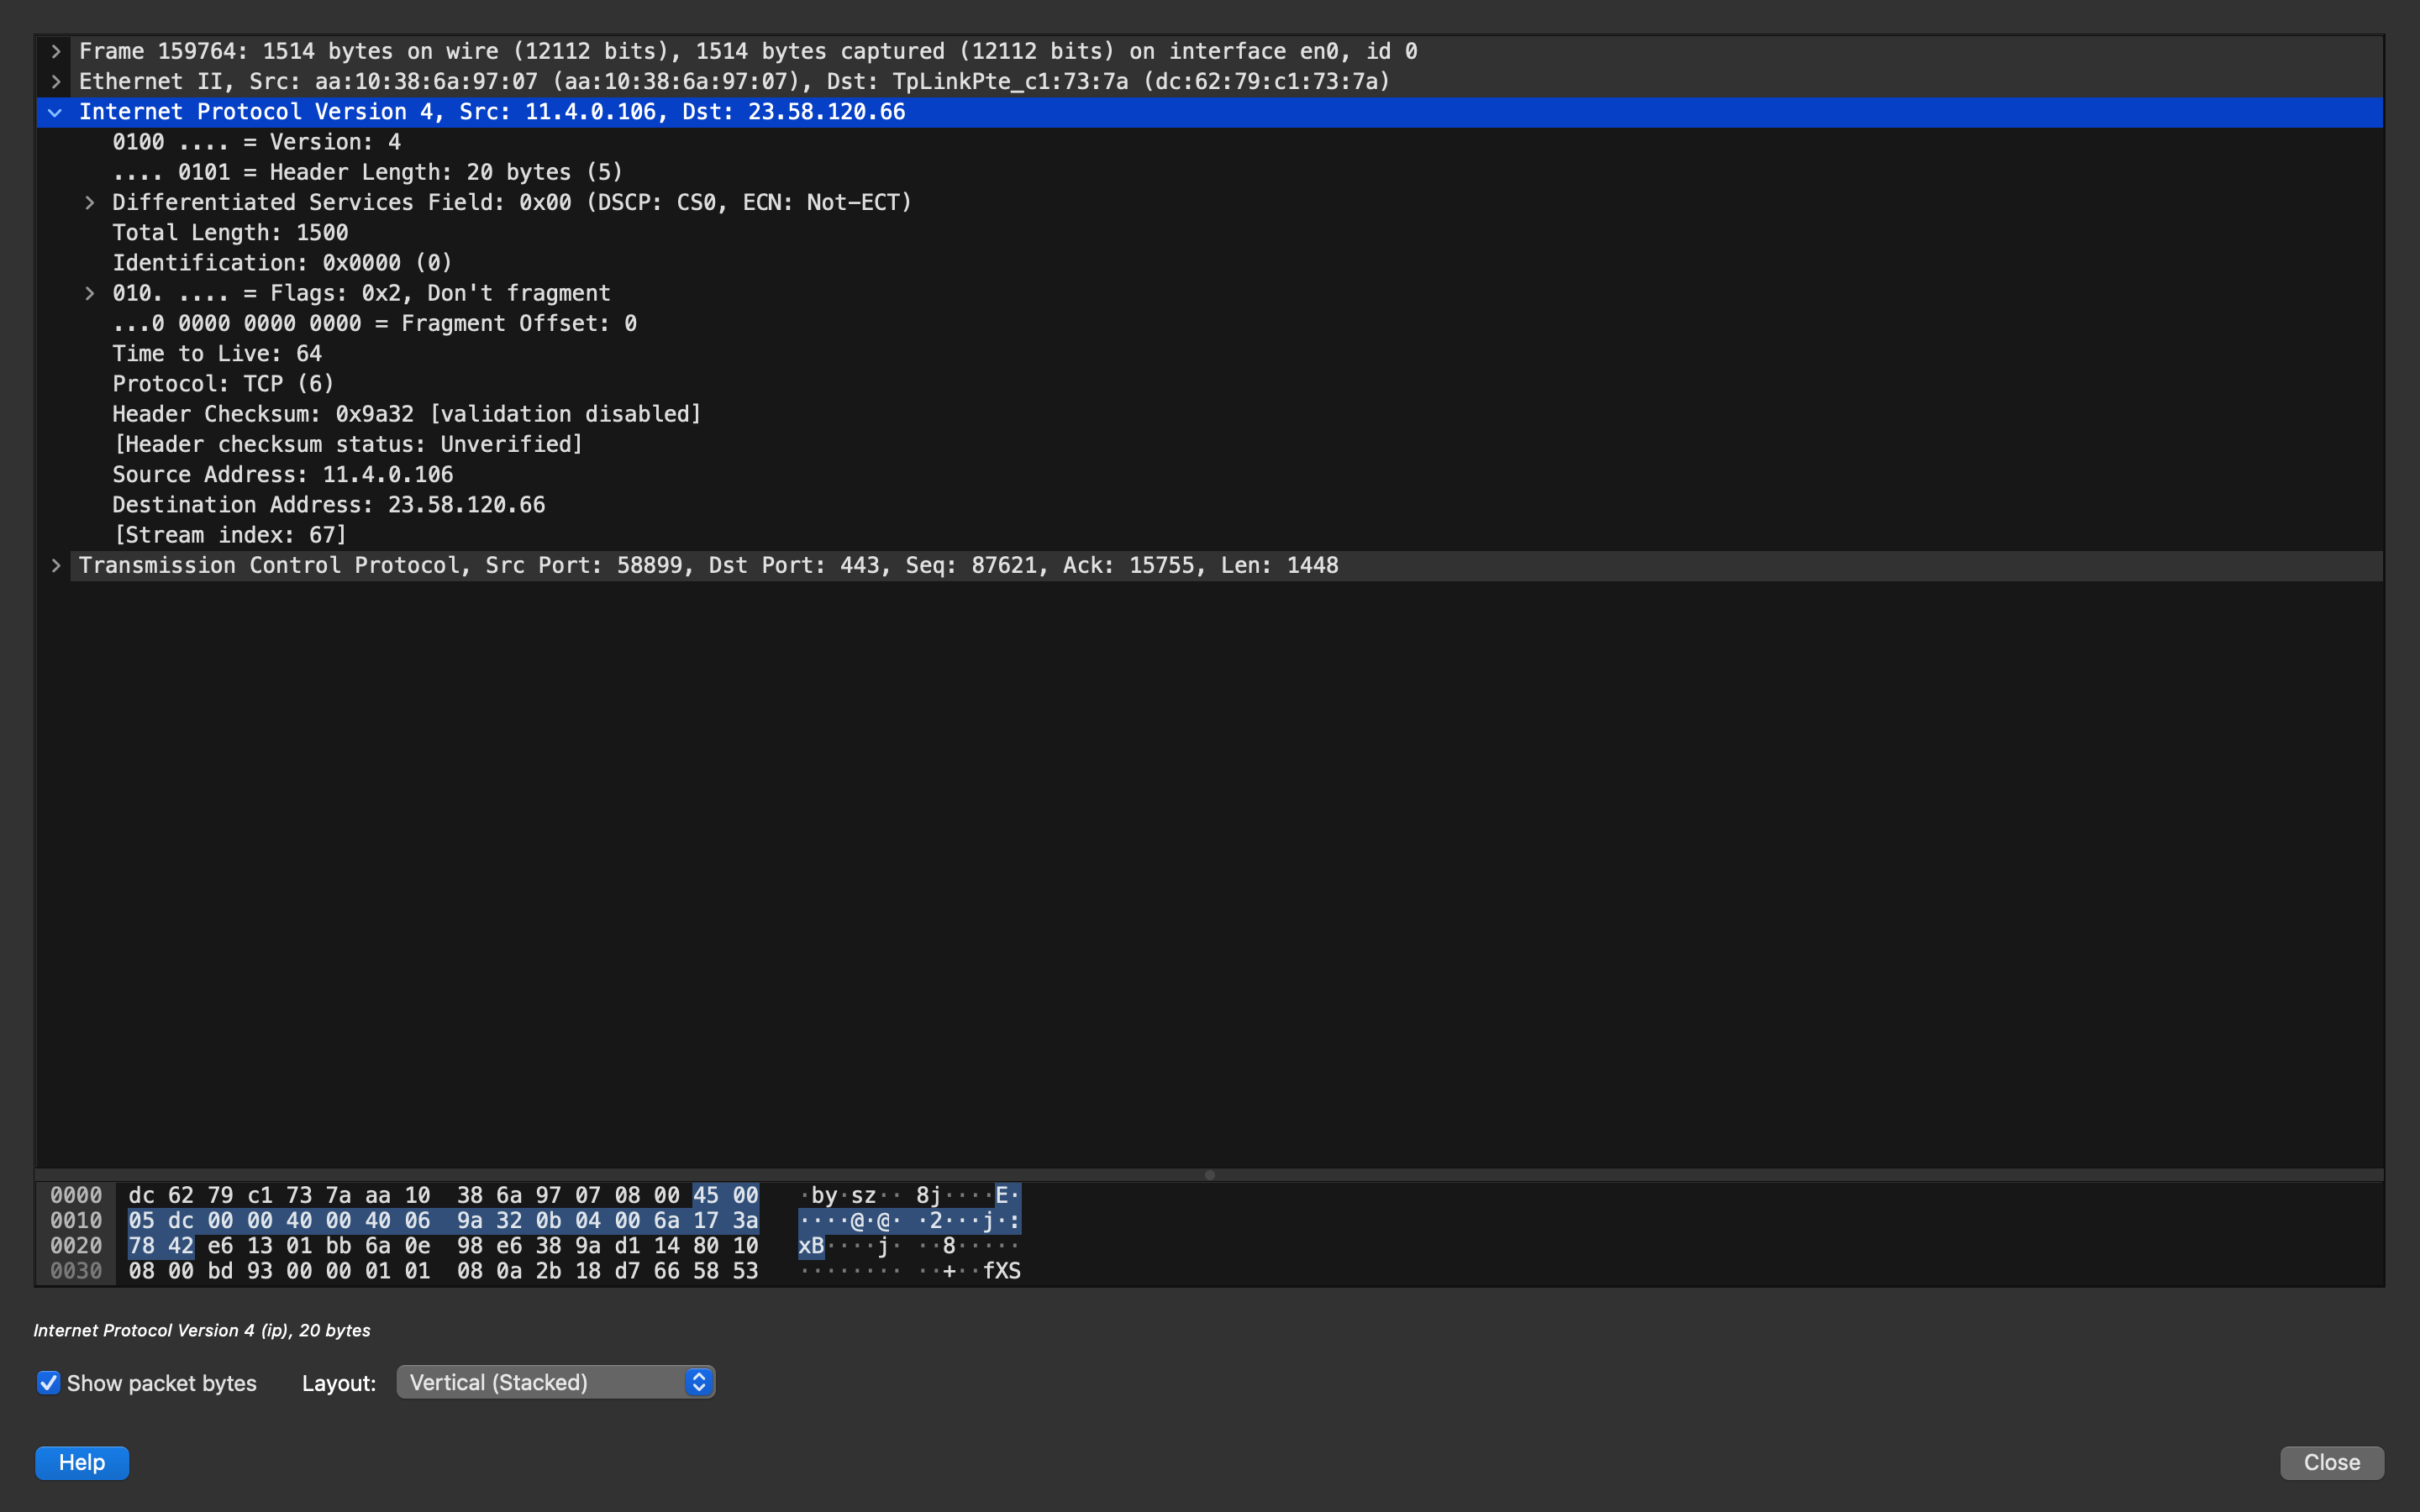 Frame 159764: 1514 bytes on wire (12112 bits), 1514 bytes captured (12112 bits) on interface en0, id 0
Ethernet II, Src: aa:10:38:6a:97:07 (aa:10:38:6a:97:07), Dst: TpLinkPte_c1:73:7a (dc:62:79:c1:73:7a)
Internet Protocol Version 4, Src: 11.4.0.106, Dst: 23.58.120.66
0100 .... = Version: 4
.... 0101 = Header Length: 20 bytes (5)
Differentiated Services Field: 0x00 (DSCP: CS0, ECN: Not-ECT)
Total Length: 1500
Identification: 0x0000 (0)
010. .... = Flags: 0x2, Don't fragment
...0 0000 0000 0000 = Fragment Offset: 0
Time to Live: 64
Protocol: TCP (6)
Header Checksum: 0x9a32 [validation disabled]
[Header checksum status: Unverified]
Source Address: 11.4.0.106
Destination Address: 23.58.120.66
[Stream index: 67]
Transmission Control Protocol, Src Port: 58899, Dst Port: 443, Seq: 87621, Ack: 15755, Len: 1448
0000 dc 62 79 c1 73 7a aa 10 38 6a 97 07 08 00 45 00 ·by·sz·· 8j····E·
0010 05 dc 00 00 40 00 40 06 9a 32 0b 04 00 6a 17 3a ····@·@· ·2···j·:
0020 78 42 e6 13 01 bb 6a 0e 98 e6 38 9a d1 14 80 10 xB····j· ··8·····
0030 08 00 bd 93 00 00 01 01 08 0a 2b 18 d7 66 58 53 ········ ··+··fXS
Internet Protocol Version 4 (ip), 20 bytes
Show packet bytes Layout: Vertical (Stacked)
Help Close